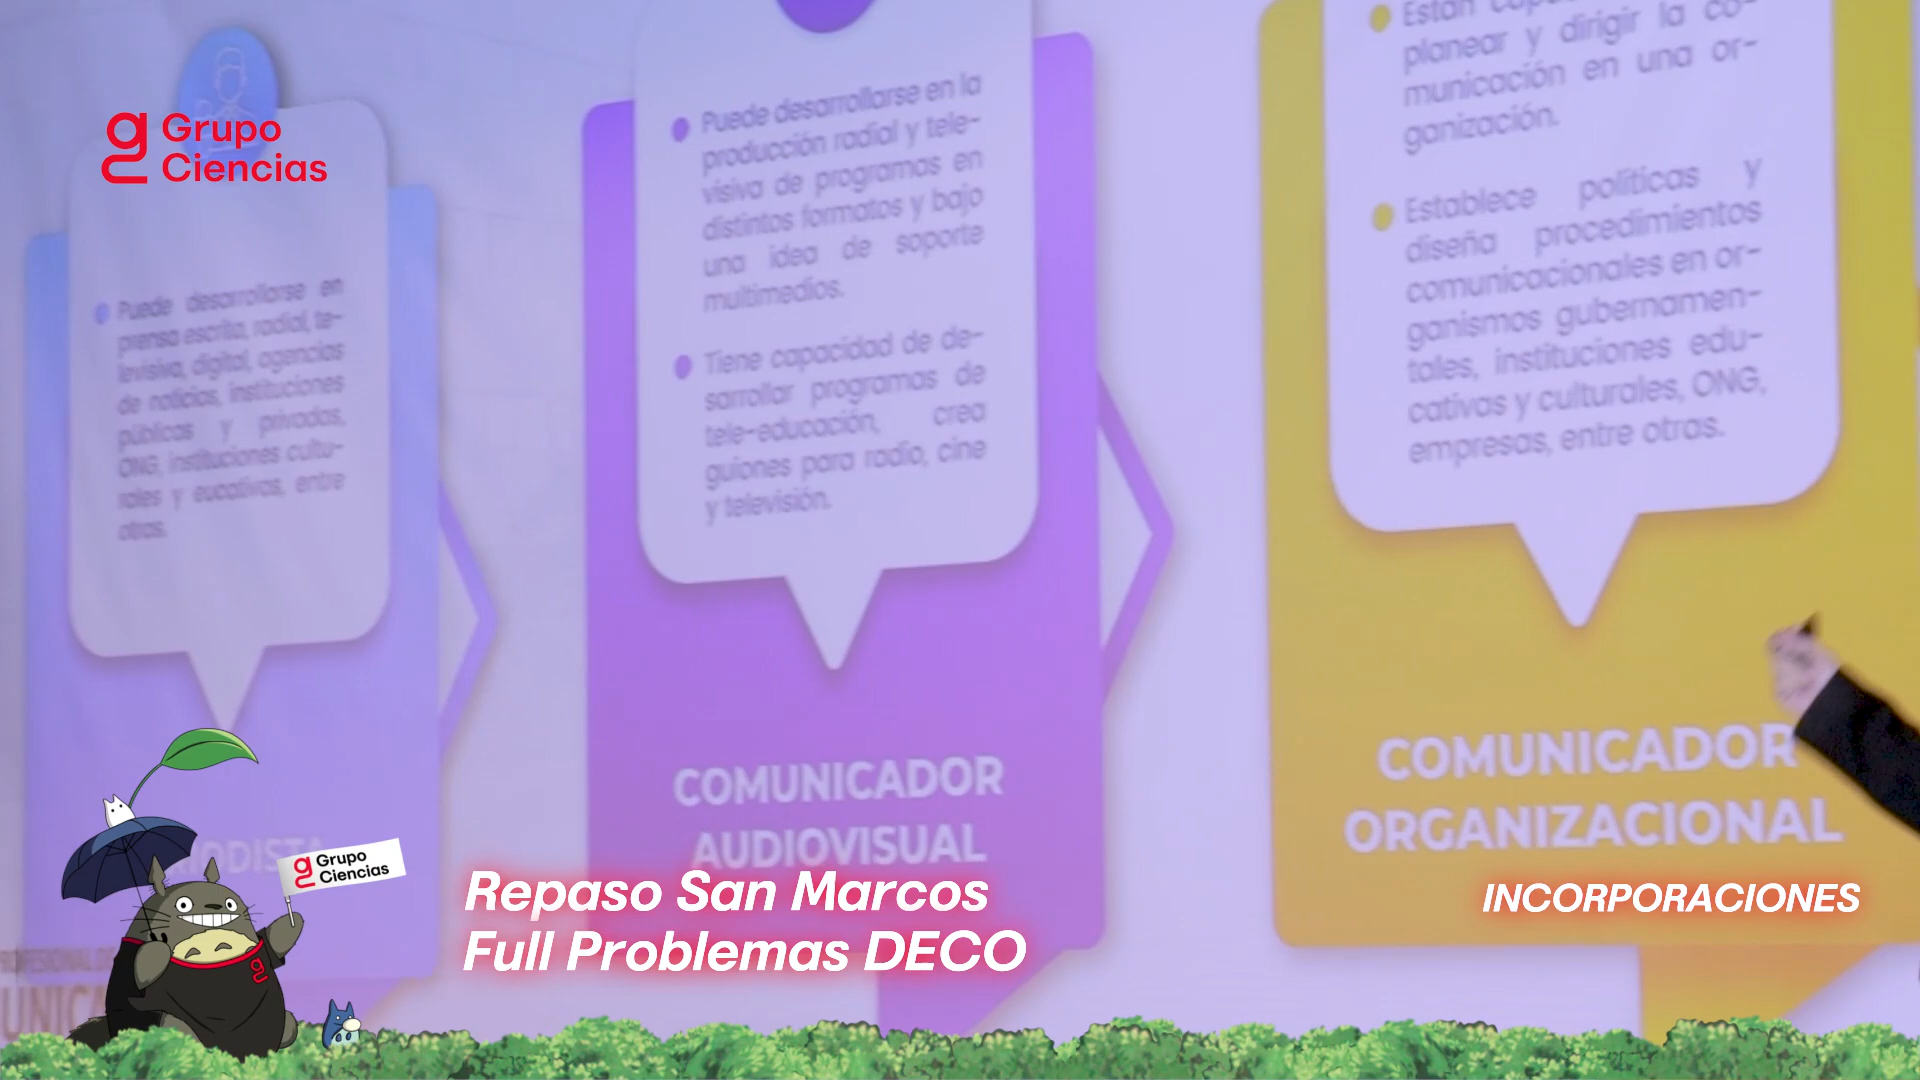 Grupo
Ciencias
Puede desarrollarse en
prensa escrita, radial, te-
levisiva, digital, agencias
de noticias, instituciones
públicas y privadas,
ONG, instituciones cultu-
rales y eucativas, entre
otras.
Puede desarrollarse en la
producción radial y tele-
visiva de programas en
distintos formatos y bajo
una idea de soporte
multimedios.
Tiene capacidad de de-
sarrollar programas de
tele-educación, crea
guiones para radio, cine
y televisión.
COMUNICADOR
AUDIOVISUAL
Están
planear y dirigir la co-
municación en una or-
ganización.
Establece políticas y
diseña procedimientos
comunicacionales en or-
ganismos gubernamen-
tales, instituciones edu-
cativas y culturales, ONG,
empresas, entre otras.
COMUNICADOR
ORGANIZACIONAL
Grupo
Ciencias
Repaso San Marcos
Full Problemas DECO
INCORPORACIONES